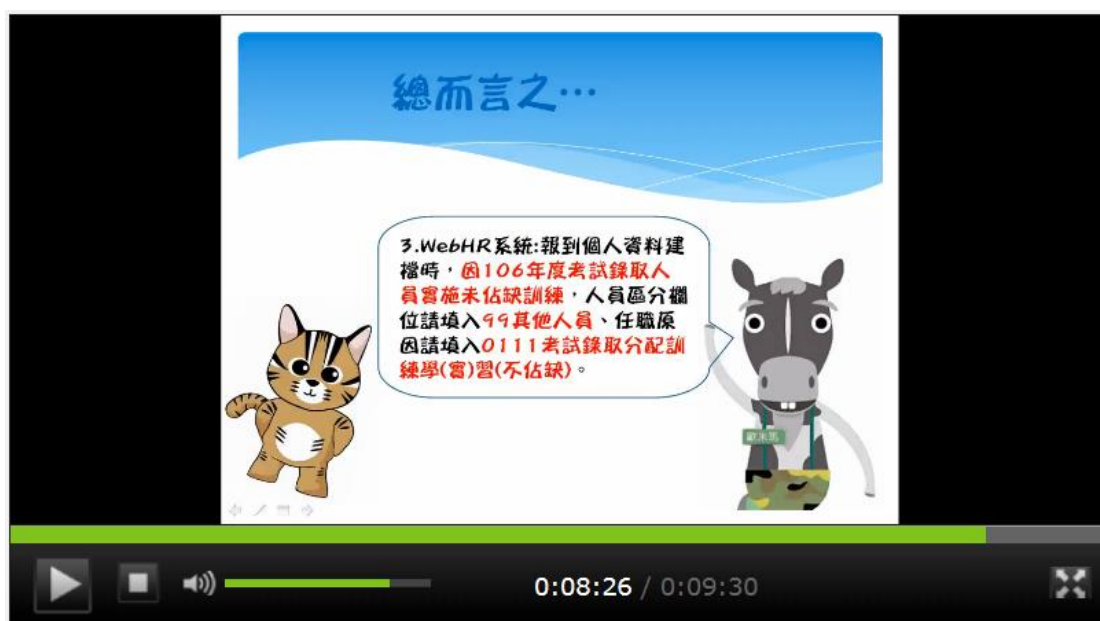 總而言之…
3.WebHR系統:報到個人資料建
檔時，因106年度考試錄取人
員實施未佔缺訓練，人員區分欄
位請填入99其他人員、任職原
因請填入0111考試錄取分配訓
練學(實)習(不佔缺)。
歐來馬
0:08:26 / 0:09:30